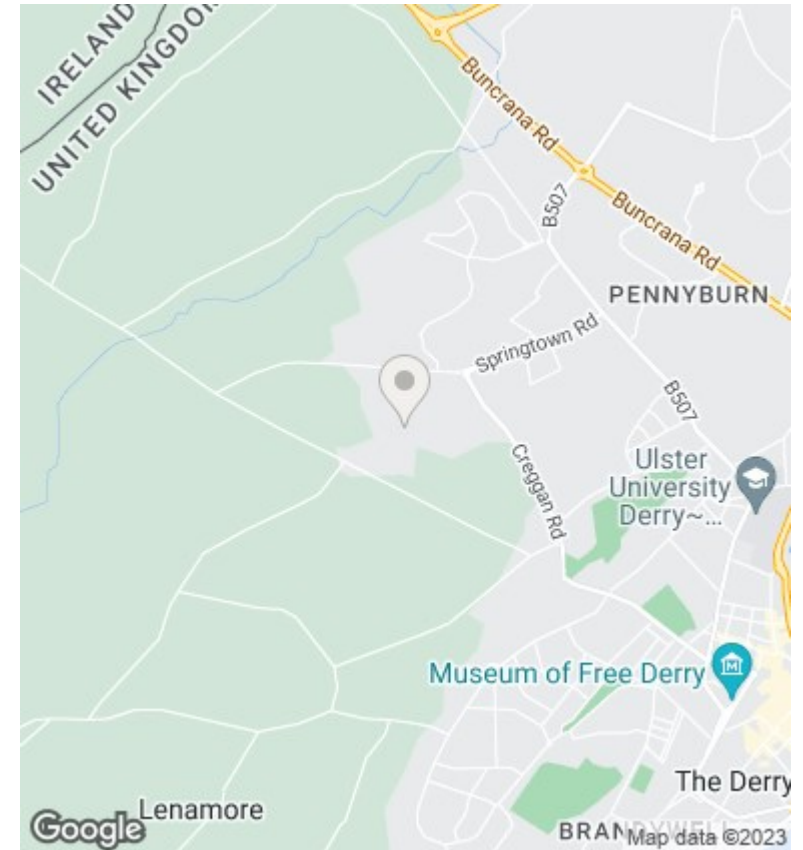 IRELAND
UNITED KINGDOM
Buncrana Rd
B507
Buncrana Rd
PENNYBURN
Springtown Rd
B507
Creggan Rd
Ulster
University
Derry~...
Museum of Free Derry
The Derry
Lenamore
Google
BRANDYWELL
Map data ©2023